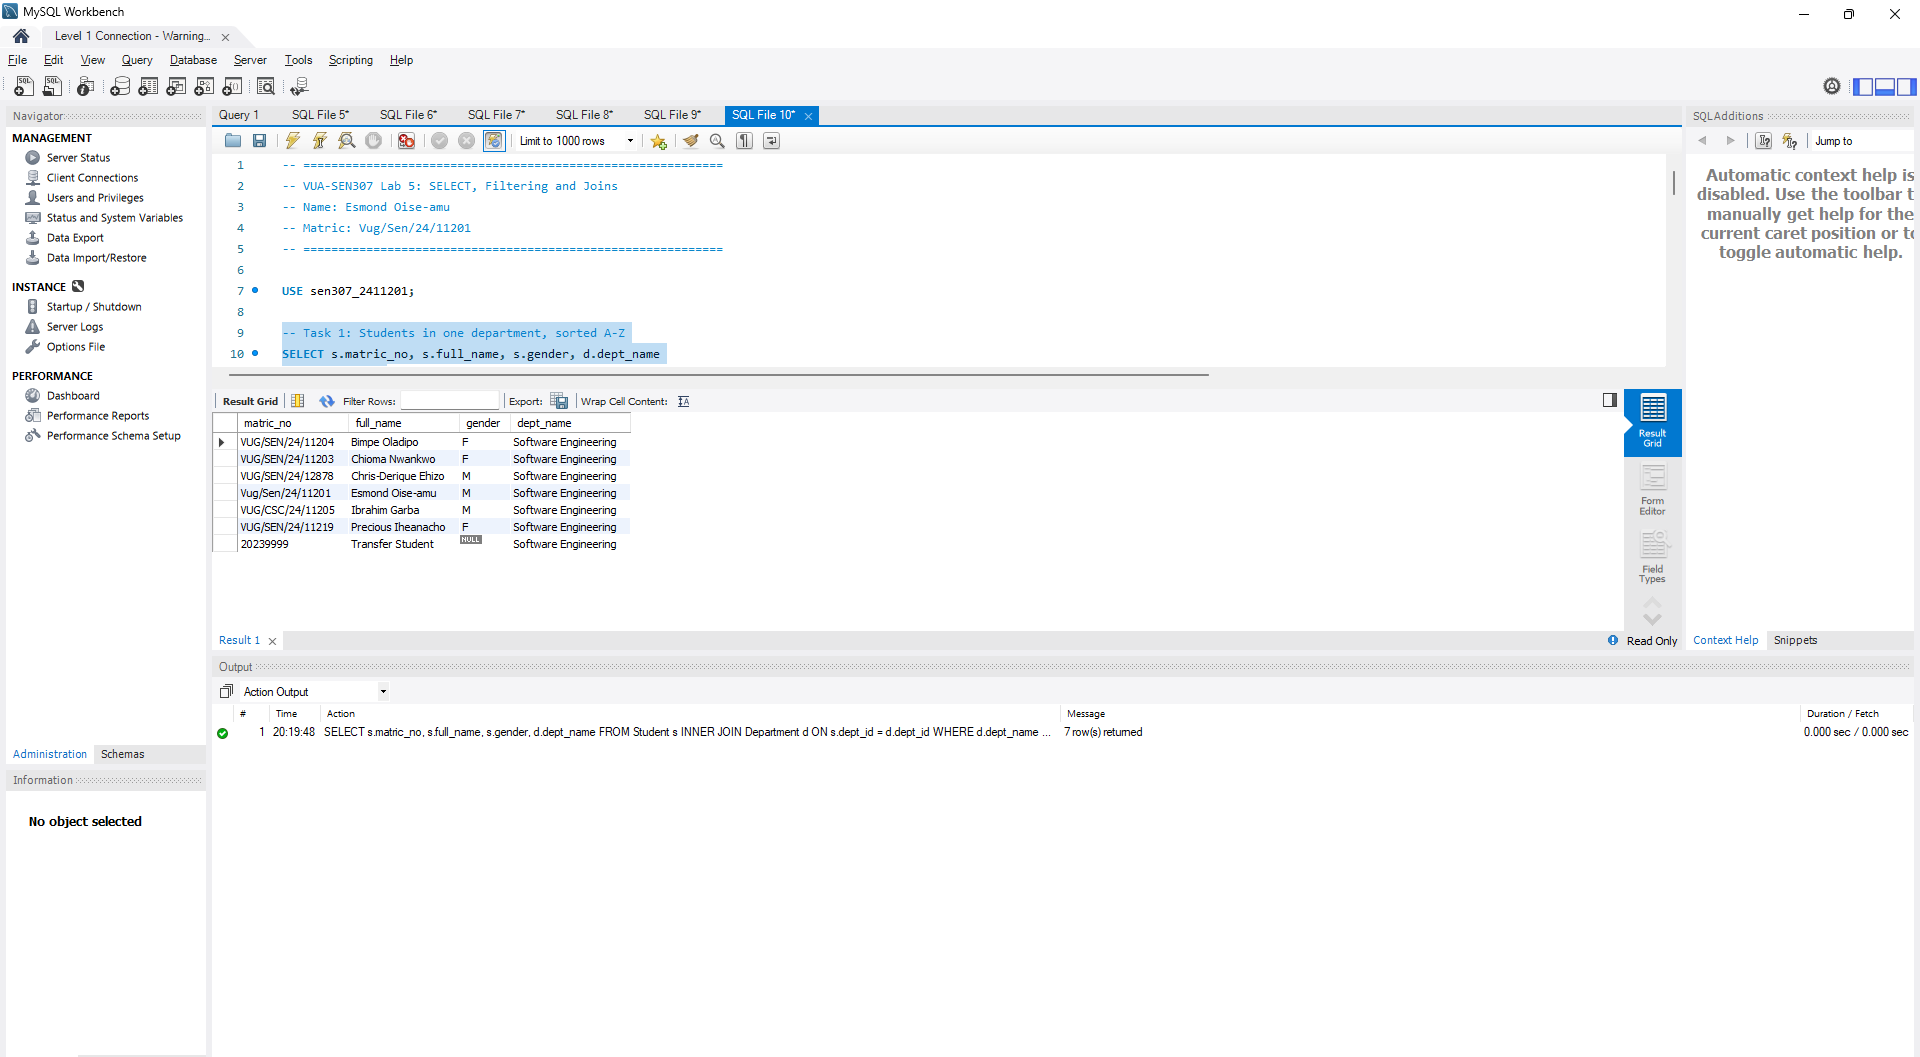 MySQL Workbench
Level 1 Connection - Warning...
File Edit View Query Database Server Tools Scripting Help
Navigator
MANAGEMENT
Server Status
Client Connections
Users and Privileges
Status and System Variables
Data Export
Data Import/Restore
INSTANCE
Startup / Shutdown
Server Logs
Options File
PERFORMANCE
Dashboard
Performance Reports
Performance Schema Setup
Administration Schemas
Information
No object selected
Query 1 SQL File 5* SQL File 6* SQL File 7* SQL File 8* SQL File 9* SQL File 10*
Limit to 1000 rows
1 -- ============================================================
2 -- VUA-SEN307 Lab 5: SELECT, Filtering and Joins
3 -- Name: Esmond Oise-amu
4 -- Matric: Vug/Sen/24/11201
5 -- ============================================================
6
7 USE sen307_2411201;
8
9 -- Task 1: Students in one department, sorted A-Z
10 SELECT s.matric_no, s.full_name, s.gender, d.dept_name
Result Grid Filter Rows: Export: Wrap Cell Content:
matric_no full_name gender dept_name
VUG/SEN/24/11204 Bimpe Oladipo F Software Engineering
VUG/SEN/24/11203 Chioma Nwankwo F Software Engineering
VUG/SEN/24/12878 Chris-Derique Ehizo M Software Engineering
Vug/Sen/24/11201 Esmond Oise-amu M Software Engineering
VUG/CSC/24/11205 Ibrahim Garba M Software Engineering
VUG/SEN/24/11219 Precious Iheanacho F Software Engineering
20239999 Transfer Student NULL Software Engineering
Result Grid
Form Editor
Field Types
Result 1 Read Only
Output
Action Output
# Time Action Message Duration / Fetch
1 20:19:48 SELECT s.matric_no, s.full_name, s.gender, d.dept_name FROM Student s INNER JOIN Department d ON s.dept_id = d.dept_id WHERE d.dept_name ... 7 row(s) returned 0.000 sec / 0.000 sec
SQLAdditions
Jump to
Automatic context help is
disabled. Use the toolbar t
manually get help for the
current caret position or to
toggle automatic help.
Context Help Snippets